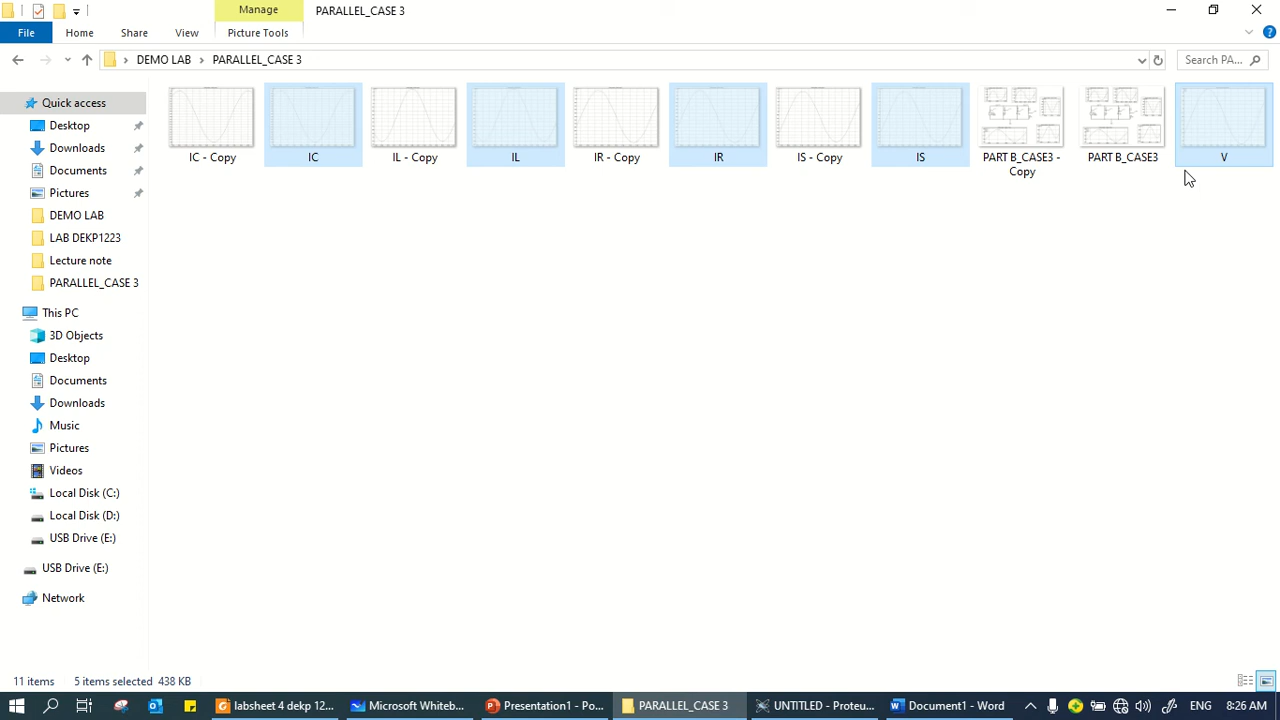 Manage
PARALLEL_CASE 3
File
Home
Share
View
Picture Tools
DEMO LAB
PARALLEL_CASE 3
Search PA...
Quick access
Desktop
Downloads
Documents
Pictures
DEMO LAB
LAB DEKP1223
Lecture note
PARALLEL_CASE 3
This PC
3D Objects
Desktop
Documents
Downloads
Music
Pictures
Videos
Local Disk (C:)
Local Disk (D:)
USB Drive (E:)
USB Drive (E:)
Network
IC - Copy
IC
IL - Copy
IL
IR - Copy
IR
IS - Copy
IS
PART B_CASE3 -
Copy
PART B_CASE3
V
11 items
5 items selected 438 KB
labsheet 4 dekp 12...
Microsoft Whiteb...
Presentation1 - Po...
PARALLEL_CASE 3
UNTITLED - Proteu...
Document1 - Word
ENG
8:26 AM